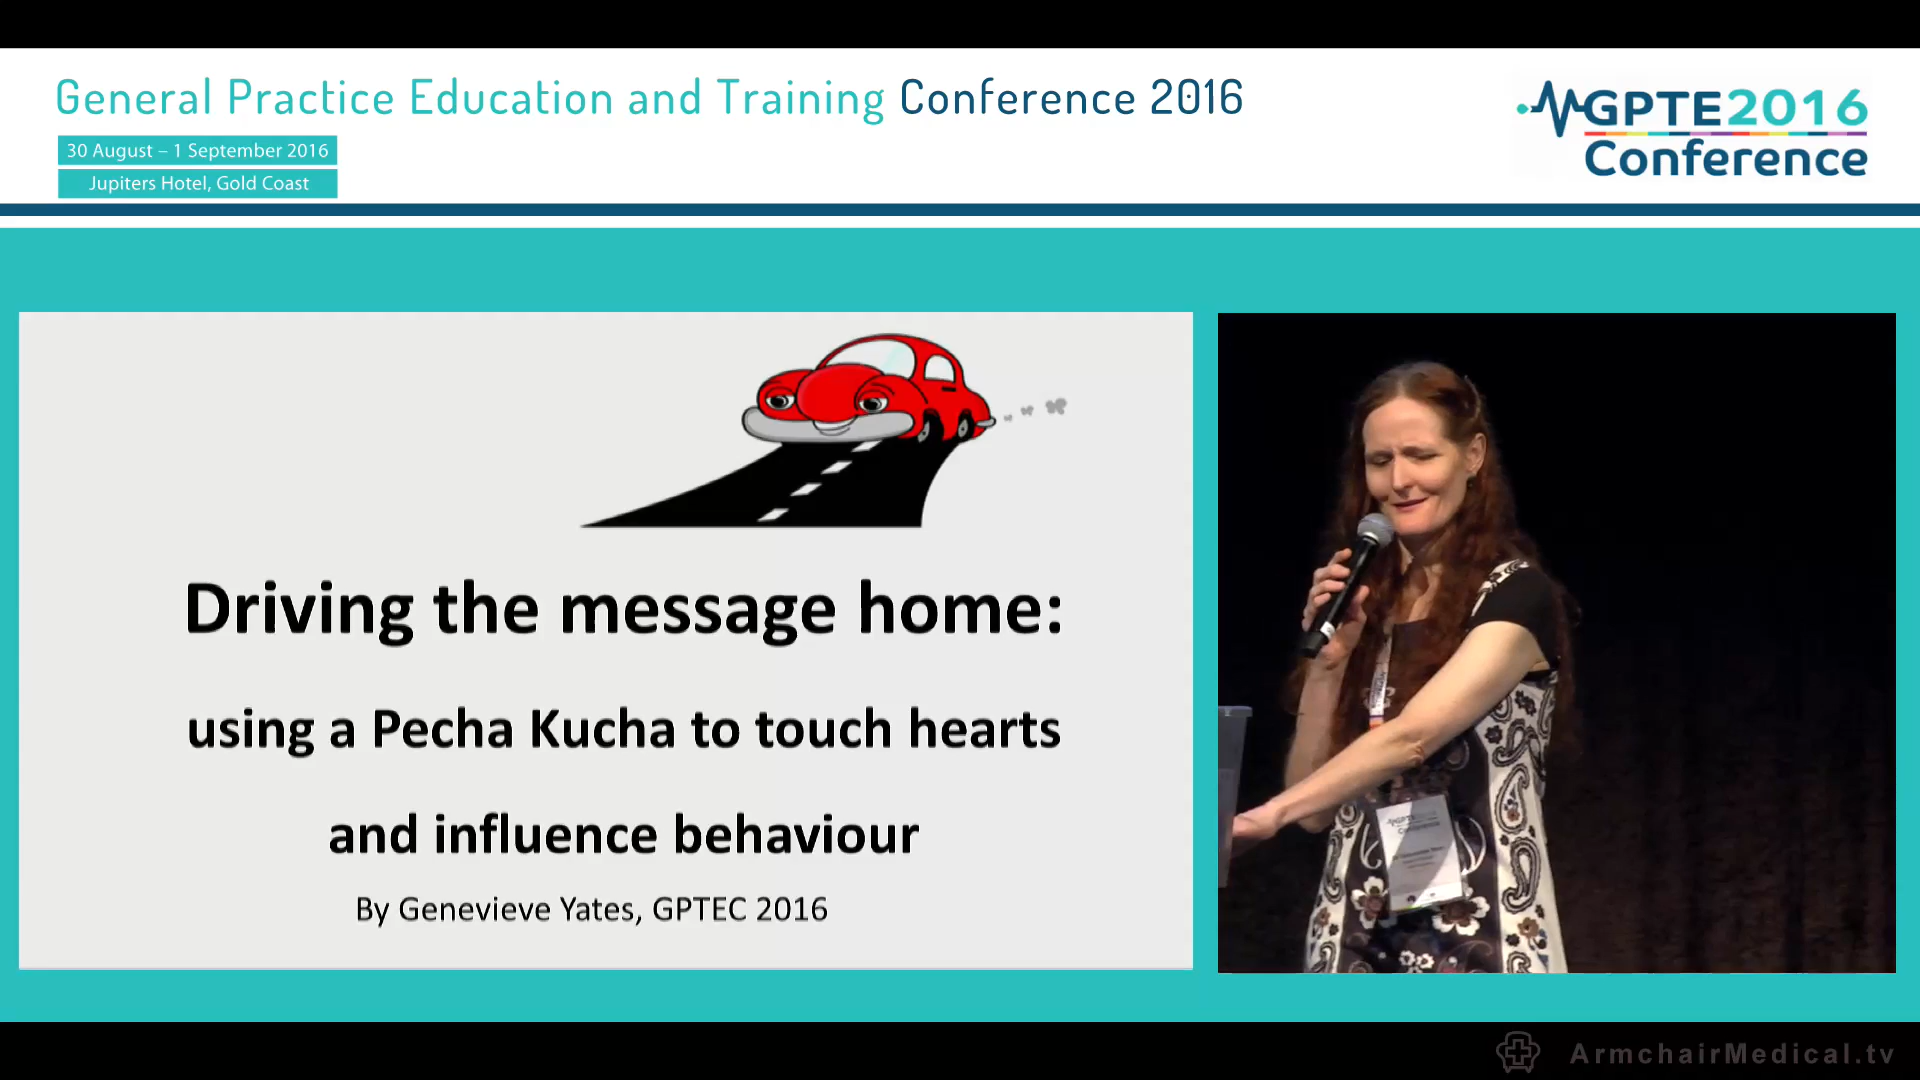 General Practice Education and Training Conference 2016
30 August – 1 September 2016
Jupiters Hotel, Gold Coast
GPTE2016
Conference
Driving the message home:
using a Pecha Kucha to touch hearts
and influence behaviour
By Genevieve Yates, GPTEC 2016
ArmchairMedical.tv